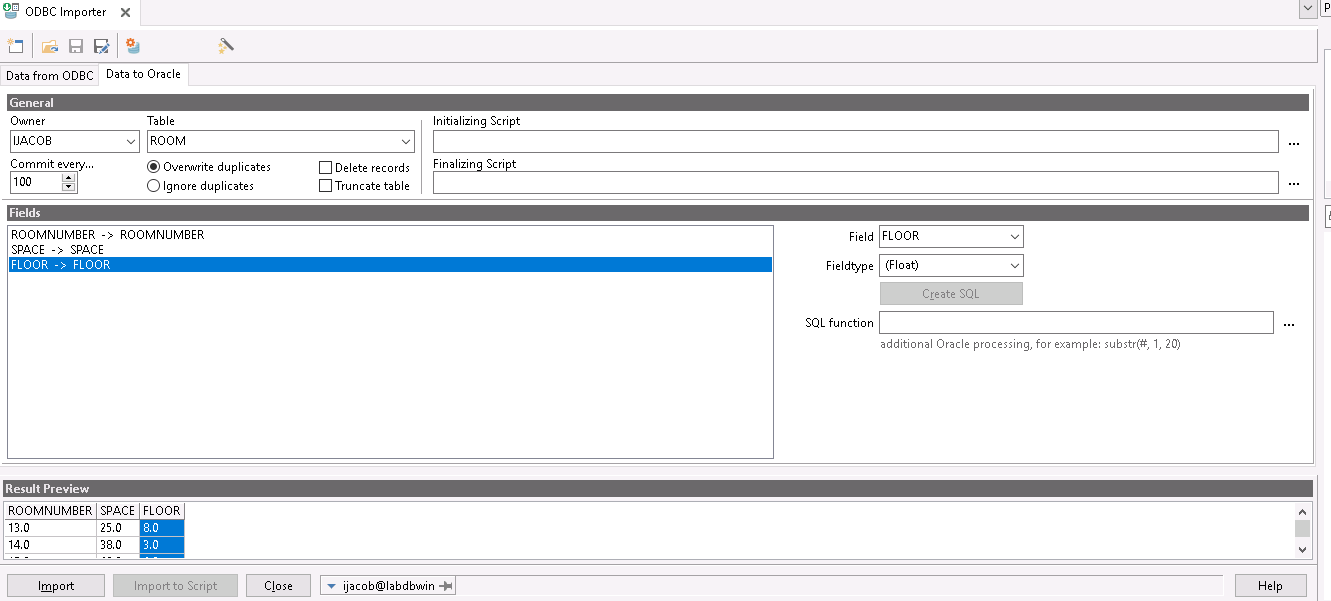 ODBC Importer
Data from ODBC
Data to Oracle
General
Owner
Table
Initializing Script
IJACOB
ROOM
...
Commit every...
Overwrite duplicates
Delete records
Finalizing Script
100
Ignore duplicates
Truncate table
...
Fields
ROOMNUMBER -> ROOMNUMBER
SPACE -> SPACE
FLOOR -> FLOOR
Field FLOOR
Fieldtype (Float)
Create SQL
SQL function
...
additional Oracle processing, for example: substr(#, 1, 20)
Result Preview
ROOMNUMBER SPACE FLOOR
13.0 25.0 8.0
14.0 38.0 3.0
Import
Import to Script
Close
ijacob@labdbwin
Help